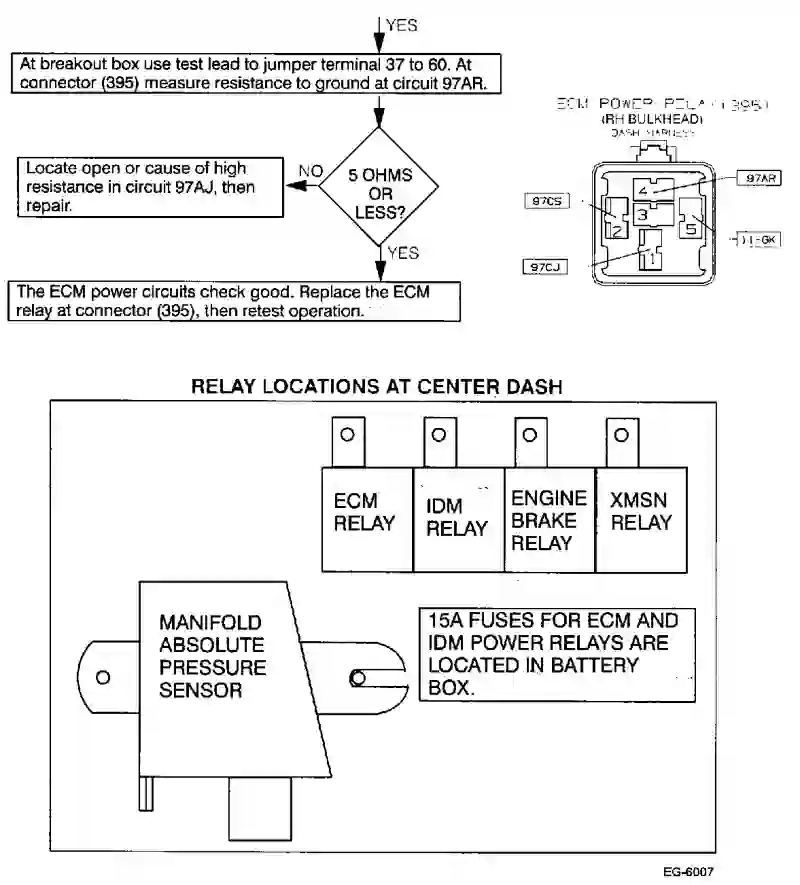 YES
At breakout box use test lead to jumper terminal 37 to 60. At
connector (395) measure resistance to ground at circuit 97AR.
5 OHMS
OR
LESS?
NO
Locate open or cause of high
resistance in circuit 97AJ, then
repair.
YES
The ECM power circuits check good. Replace the ECM
relay at connector (395), then retest operation.
ECM POWER RELAY (395)
(RH BULKHEAD)
DASH HARNESS
97AR
4
97CS
3
2
5
11-GK
1
97CJ
RELAY LOCATIONS AT CENTER DASH
ECM
RELAY
IDM
RELAY
ENGINE
BRAKE
RELAY
XMSN
RELAY
MANIFOLD
ABSOLUTE
PRESSURE
SENSOR
15A FUSES FOR ECM AND
IDM POWER RELAYS ARE
LOCATED IN BATTERY
BOX.
EG-6007